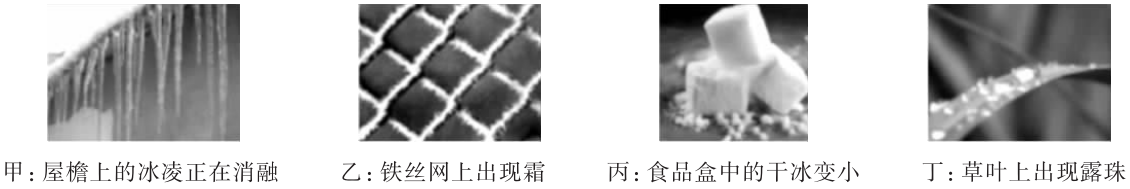 甲:屋檐上的冰凌正在消融
乙:铁丝网上出现霜
丙:食品盒中的干冰变小
丁:草叶上出现露珠